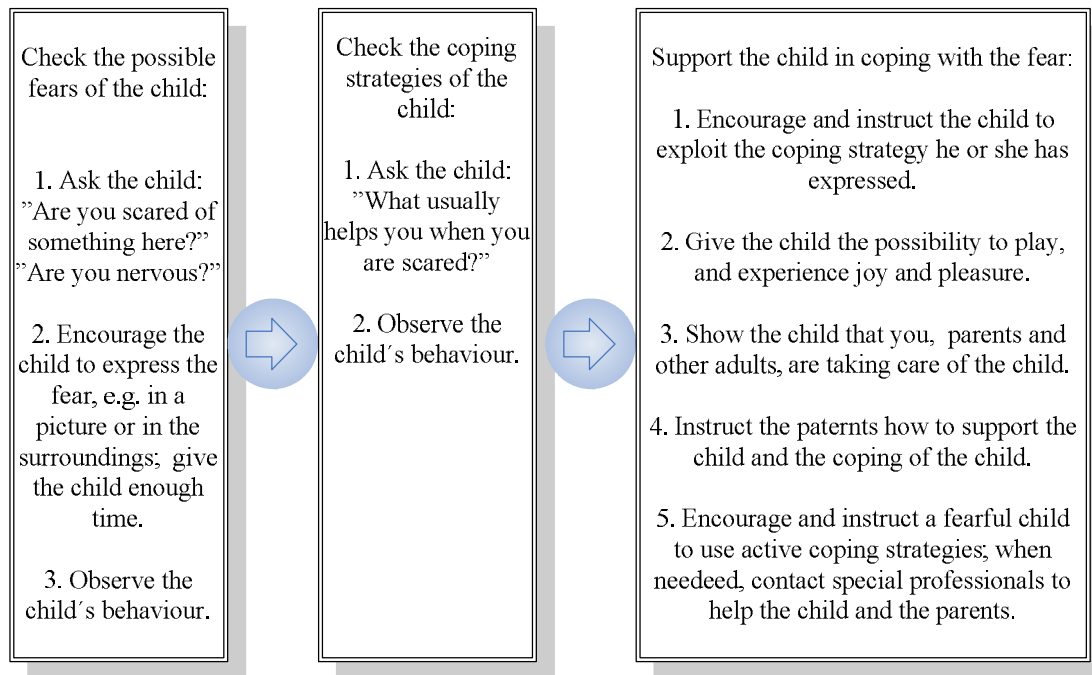 Check the possible
fears of the child:
1. Ask the child:
”Are you scared of
something here?”
”Are you nervous?”
2. Encourage the
child to express the
fear, e.g. in a
picture or in the
surroundings; give
the child enough
time.
3. Observe the
child´s behaviour.
Check the coping
strategies of the
child:
1. Ask the child:
”What usually
helps you when you
are scared?”
2. Observe the
child´s behaviour.
Support the child in coping with the fear:
1. Encourage and instruct the child to
exploit the coping strategy he or she has
expressed.
2. Give the child the possibility to play,
and experience joy and pleasure.
3. Show the child that you, parents and
other adults, are taking care of the child.
4. Instruct the paternts how to support the
child and the coping of the child.
5. Encourage and instruct a fearful child
to use active coping strategies; when
needeed, contact special professionals to
help the child and the parents.